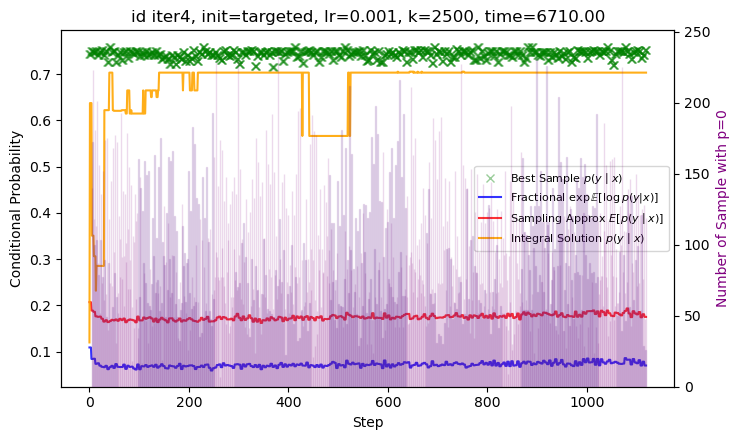 id iter4, init=targeted, lr=0.001, k=2500, time=6710.00
Conditional Probability
0.7
0.6
0.5
0.4
0.3
0.2
0.1
Best Sample p(y | x)
Fractional exp 𝔼[log p(y|x)]
Sampling Approx E[p(y | x)]
Integral Solution p(y | x)
250
200
150
100
50
0
Number of Sample with p=0
0 200 400 600 800 1000
Step